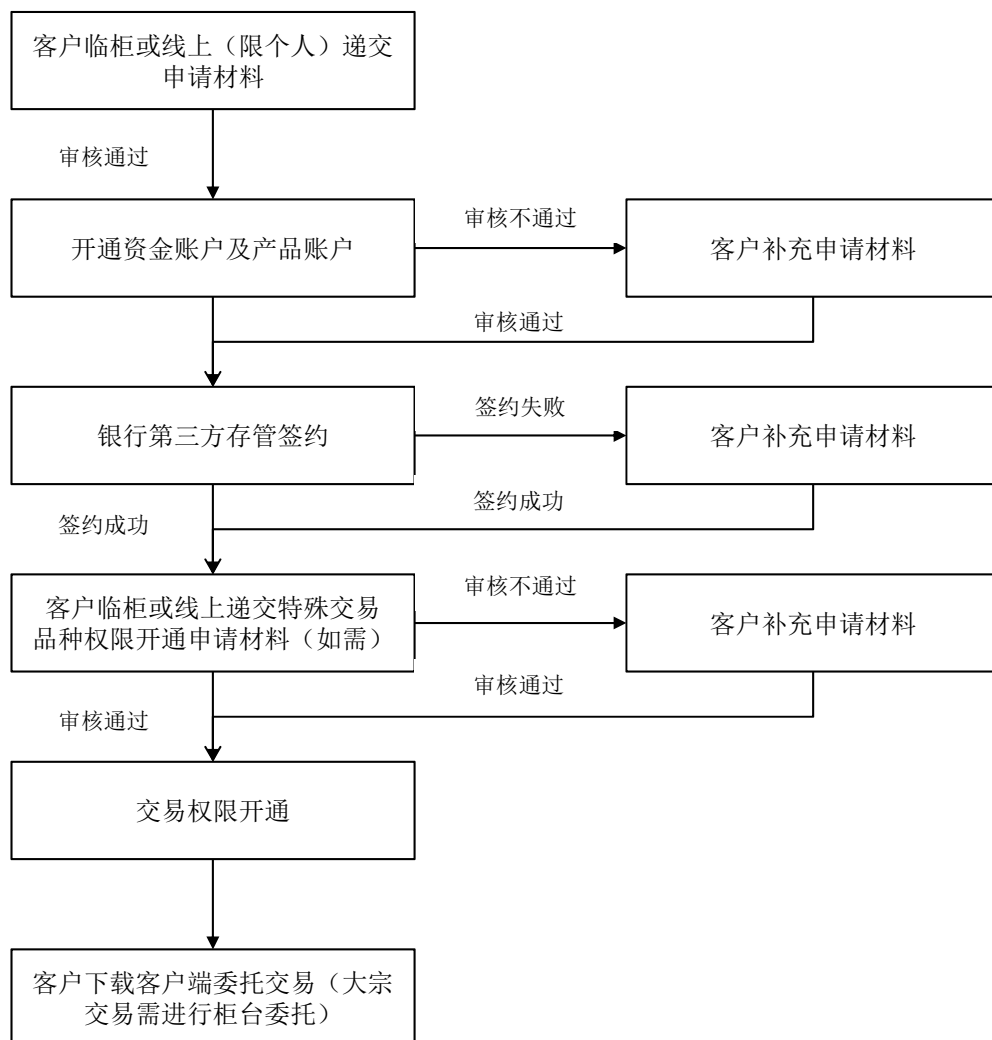 客户临柜或线上（限个人）递交
申请材料
审核通过
开通资金账户及产品账户
审核不通过
客户补充申请材料
审核通过
银行第三方存管签约
签约失败
客户补充申请材料
签约成功
签约成功
客户临柜或线上递交特殊交易
品种权限开通申请材料（如需）
审核不通过
客户补充申请材料
审核通过
审核通过
交易权限开通
客户下载客户端委托交易（大宗
交易需进行柜台委托）